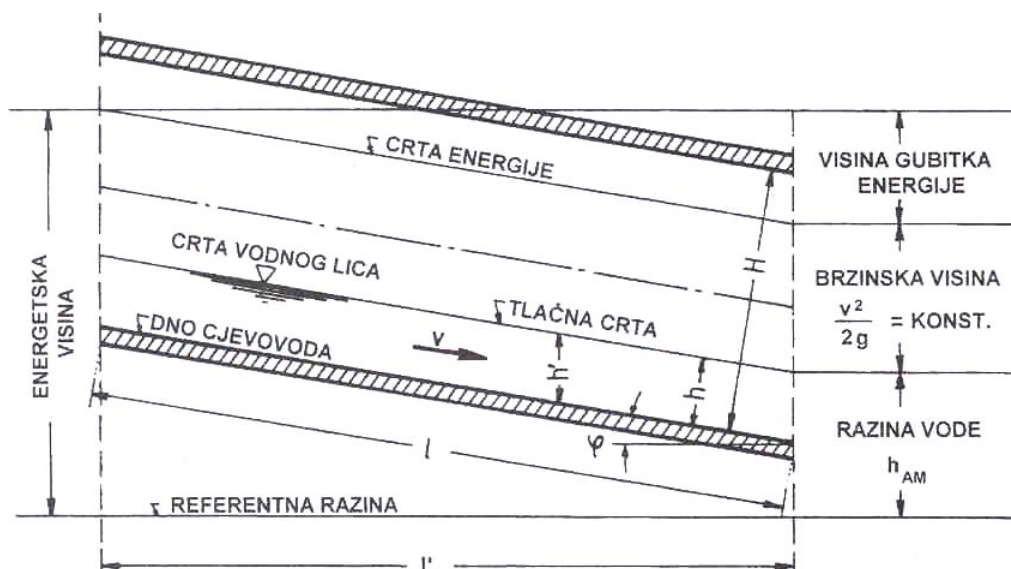 CRTA ENERGIJE
VISINA GUBITKA
ENERGIJE
CRTA VODNOG LICA
H
BRZINSKA VISINA
v²/2g = KONST.
ENERGETSKA
VISINA
DNO CJEVOVODA
v
TLAČNA CRTA
h'
h
φ
RAZINA VODE
h_AM
l
REFERENTNA RAZINA
l'